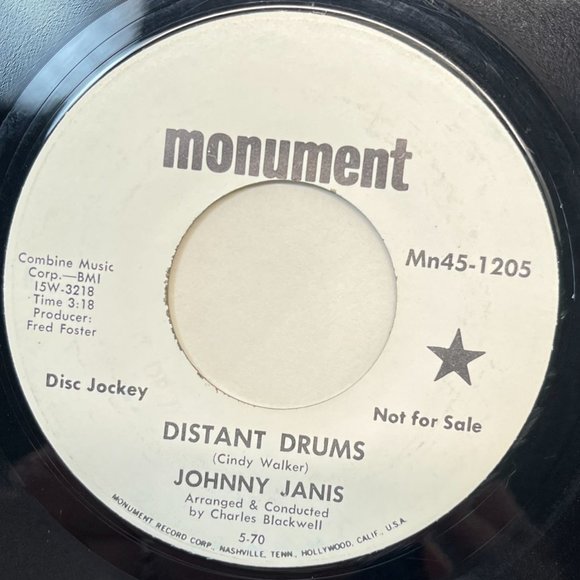 monument
Combine Music
Corp.—BMI
I5W-3218
Time 3:18
Producer:
Fred Foster
Mn45-1205
Disc Jockey
Not for Sale
DISTANT DRUMS
(Cindy Walker)
JOHNNY JANIS
Arranged & Conducted
by Charles Blackwell
5-70
MONUMENT RECORD CORP., NASHVILLE, TENN., HOLLYWOOD, CALIF., U.S.A.